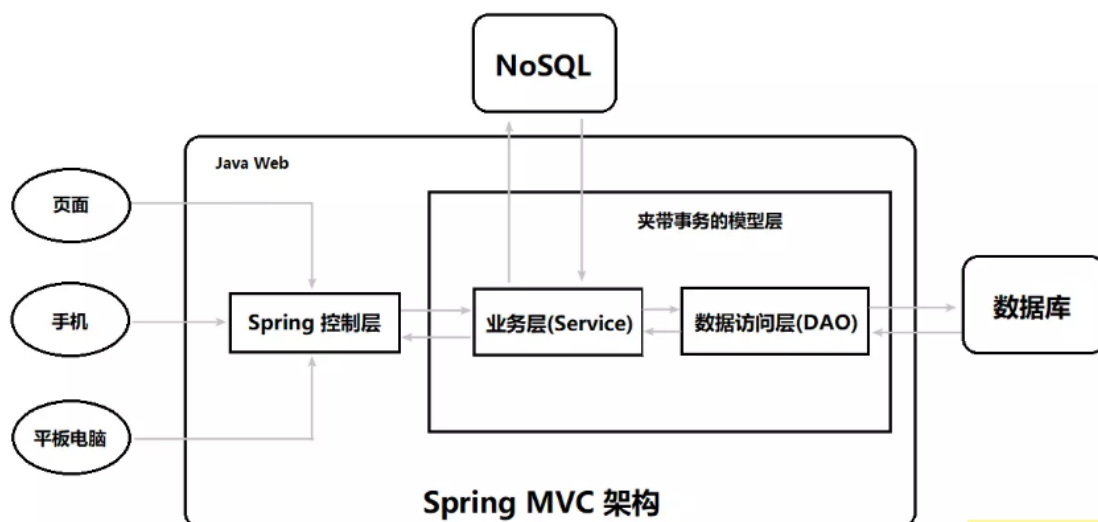 NoSQL
Java Web
页面
夹带事务的模型层
手机
Spring 控制层
业务层(Service)
数据访问层(DAO)
数据库
平板电脑
Spring MVC 架构